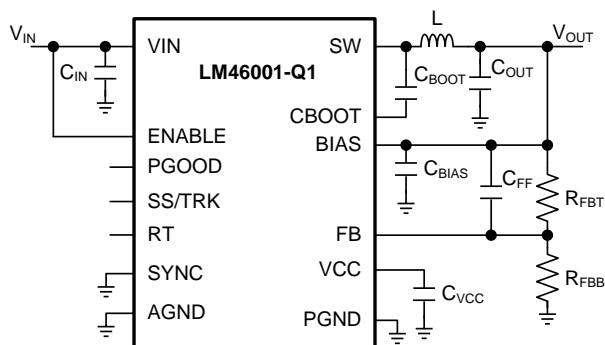 V_IN
C_IN
VIN
LM46001-Q1
SW
L
V_OUT
C_BOOT
C_OUT
CBOOT
ENABLE
BIAS
PGOOD
C_BIAS
C_FF
R_FBT
SS/TRK
RT
FB
SYNC
VCC
R_FBB
AGND
C_VCC
PGND